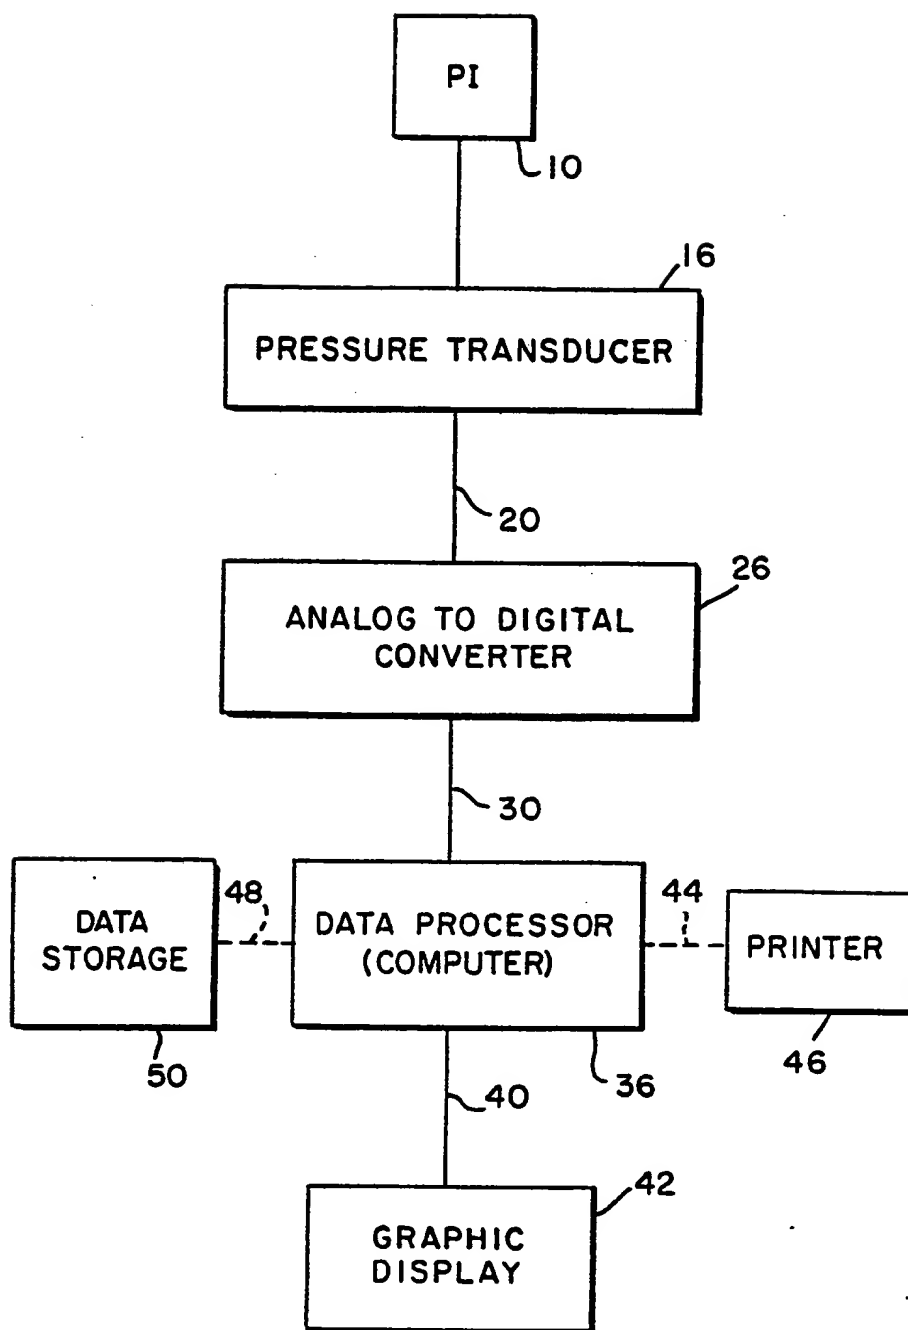 PI
10
16
PRESSURE TRANSDUCER
20
26
ANALOG TO DIGITAL
CONVERTER
30
48
44
DATA
STORAGE
DATA PROCESSOR
(COMPUTER)
PRINTER
50
36
46
40
42
GRAPHIC
DISPLAY